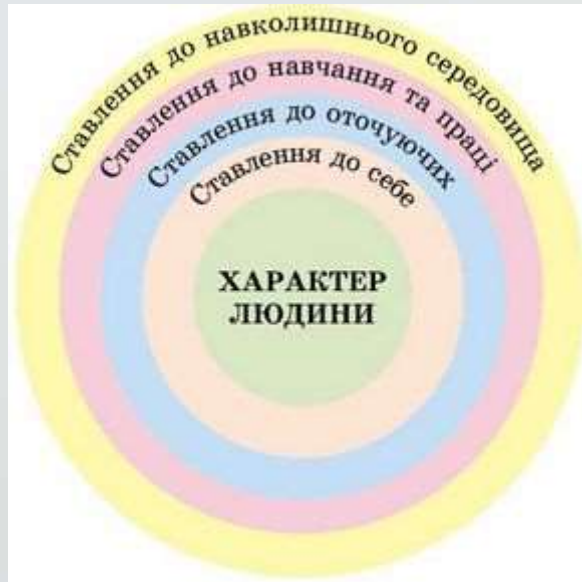 Ставлення до навколишнього середовища
Ставлення до навчання та праці
Ставлення до оточуючих
Ставлення до себе
ХАРАКТЕР
ЛЮДИНИ